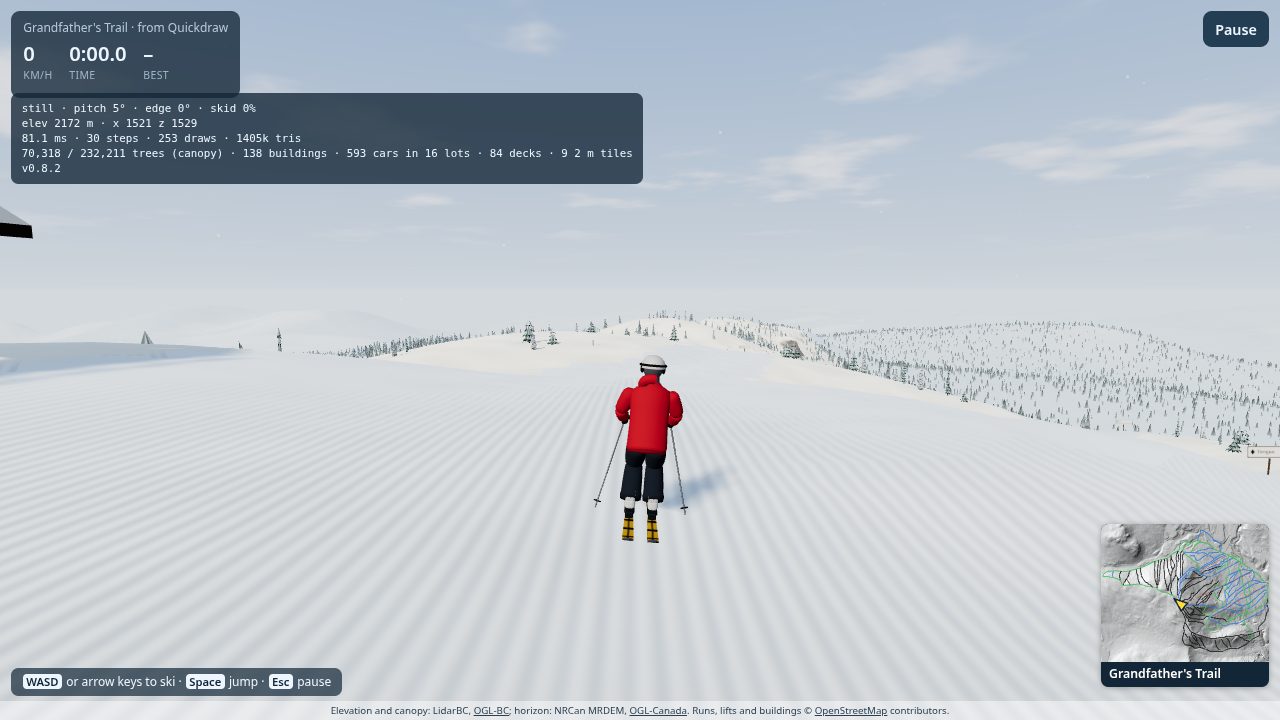 Grandfather's Trail · from Quickdraw
0 0:00.0 –
KM/H TIME BEST
Pause
still · pitch 5° · edge 0° · skid 0%
elev 2172 m · x 1521 z 1529
81.1 ms · 30 steps · 253 draws · 1405k tris
70,318 / 232,211 trees (canopy) · 138 buildings · 593 cars in 16 lots · 84 decks · 9 2 m tiles
v0.8.2
Grandfather's Trail
WASD or arrow keys to ski · Space jump · Esc pause
Elevation and canopy: LidarBC, OGL-BC; horizon: NRCan MRDEM, OGL-Canada. Runs, lifts and buildings © OpenStreetMap contributors.